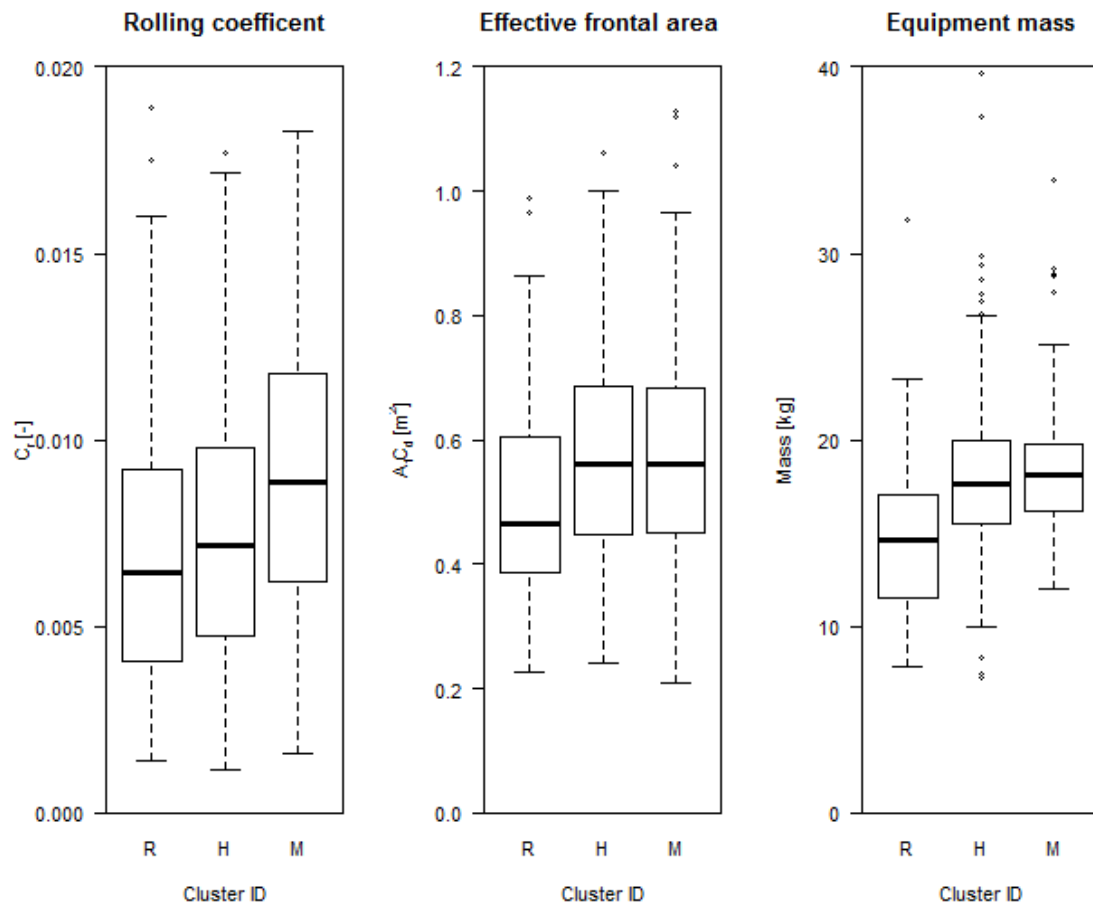 Rolling coefficent
Effective frontal area
Equipment mass
0.020
0.015
0.010
0.005
0.000
C_r [-]
R H M
Cluster ID
1.2
1.0
0.8
0.6
0.4
0.2
0.0
A_fC_d [m²]
R H M
Cluster ID
40
30
20
10
0
Mass [kg]
R H M
Cluster ID